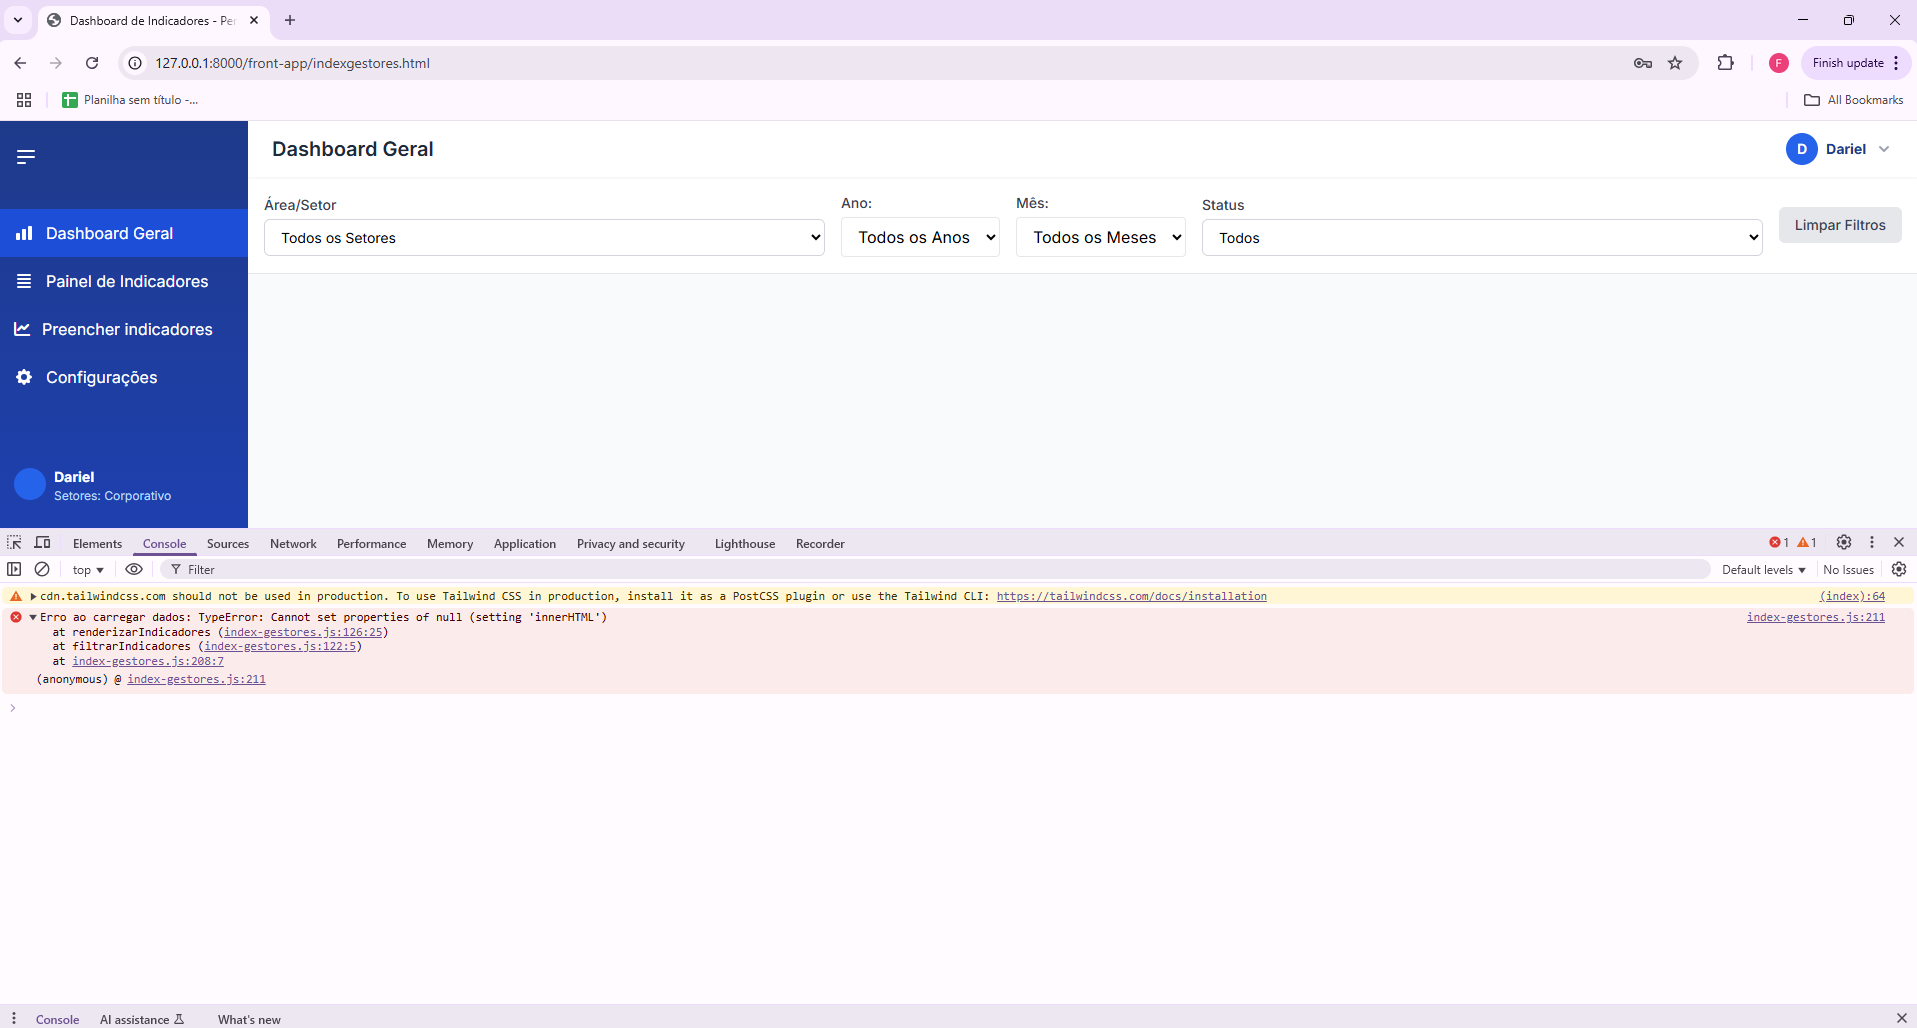 Dashboard de Indicadores - Per
127.0.0.1:8000/front-app/indexgestores.html
F
Finish update
Planilha sem título -...
All Bookmarks
Dashboard Geral
D
Dariel
Área/Setor
Ano:
Mês:
Status
Todos os Setores
Todos os Anos
Todos os Meses
Todos
Limpar Filtros
Dashboard Geral
Painel de Indicadores
Preencher indicadores
Configurações
Dariel
Setores: Corporativo
Elements Console Sources Network Performance Memory Application Privacy and security Lighthouse Recorder 1 1
top Filter Default levels No Issues
cdn.tailwindcss.com should not be used in production. To use Tailwind CSS in production, install it as a PostCSS plugin or use the Tailwind CLI: https://tailwindcss.com/docs/installation (index):64
Erro ao carregar dados: TypeError: Cannot set properties of null (setting 'innerHTML') index-gestores.js:211
at renderizarIndicadores (index-gestores.js:126:25)
at filtrarIndicadores (index-gestores.js:122:5)
at index-gestores.js:208:7
(anonymous) @ index-gestores.js:211
Console AI assistance What's new